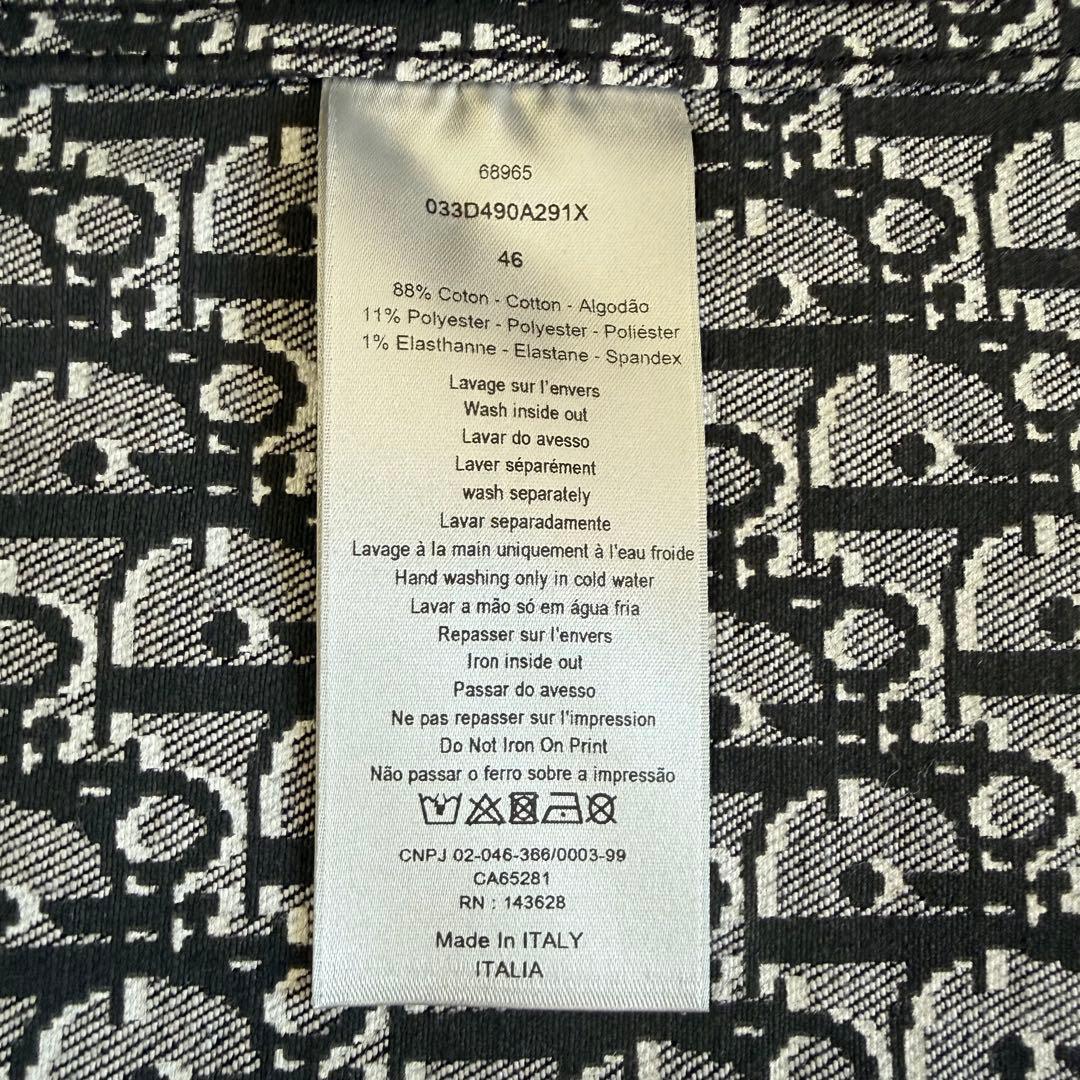 68965
033D490A291X
46
88% Coton - Cotton - Algodão
11% Polyester - Polyester - Poliéster
1% Elasthanne - Elastane - Spandex
Lavage sur l'envers
Wash inside out
Lavar do avesso
Laver séparément
wash separately
Lavar separadamente
Lavage à la main uniquement à l'eau froide
Hand washing only in cold water
Lavar a mão só em água fria
Repasser sur l'envers
Iron inside out
Passar do avesso
Ne pas repasser sur l'impression
Do Not Iron On Print
Não passar o ferro sobre a impressão
CNPJ 02-046-366/0003-99
CA65281
RN : 143628
Made In ITALY
ITALIA